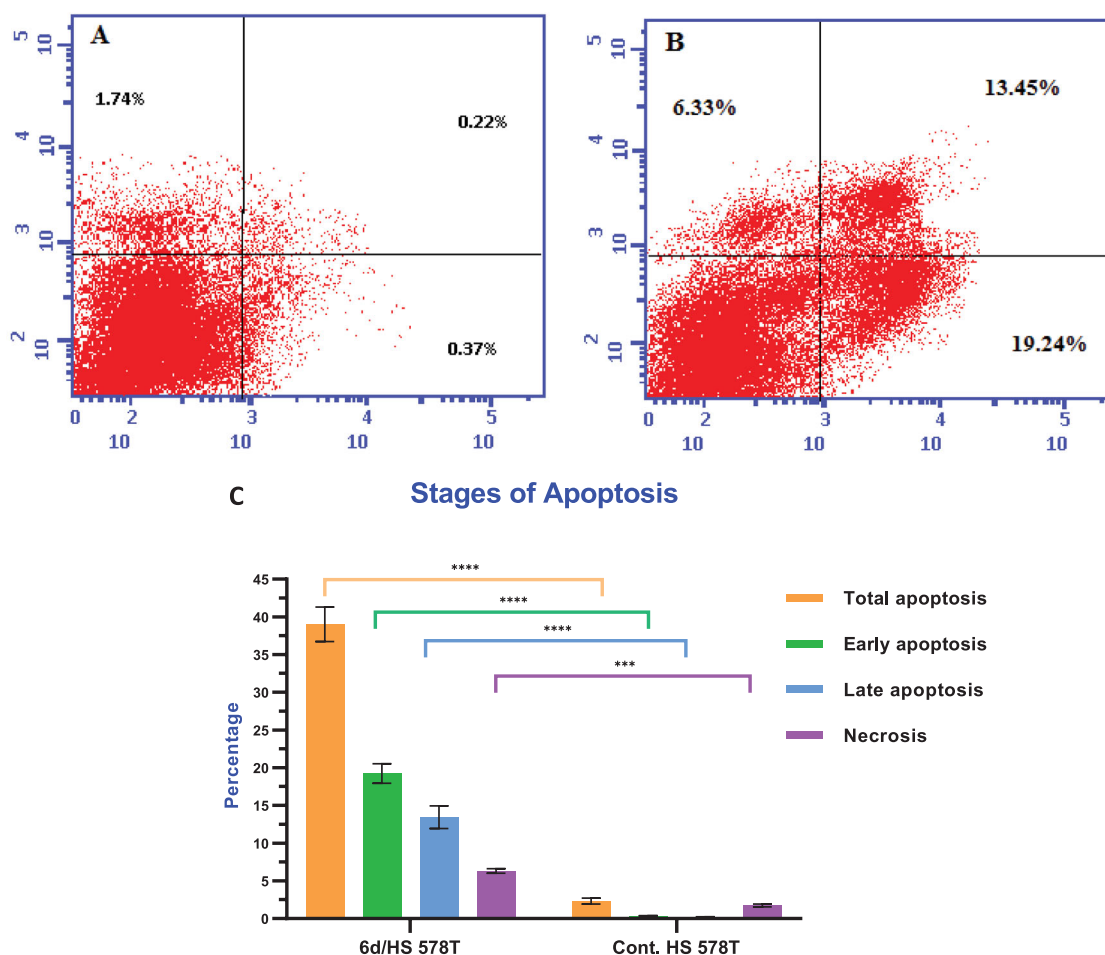 A
1.74%
0.22%
0.37%
5
10
4
10
3
10
2
10
0 2 3 4 5
10 10 10 10
B
6.33%
13.45%
19.24%
5
10
4
10
3
10
2
10
0 2 3 4 5
10 10 10 10
C
Stages of Apoptosis
Percentage
45
40
35
30
25
20
15
10
5
0
****
****
****
***
6d/HS 578T
Cont. HS 578T
Total apoptosis
Early apoptosis
Late apoptosis
Necrosis